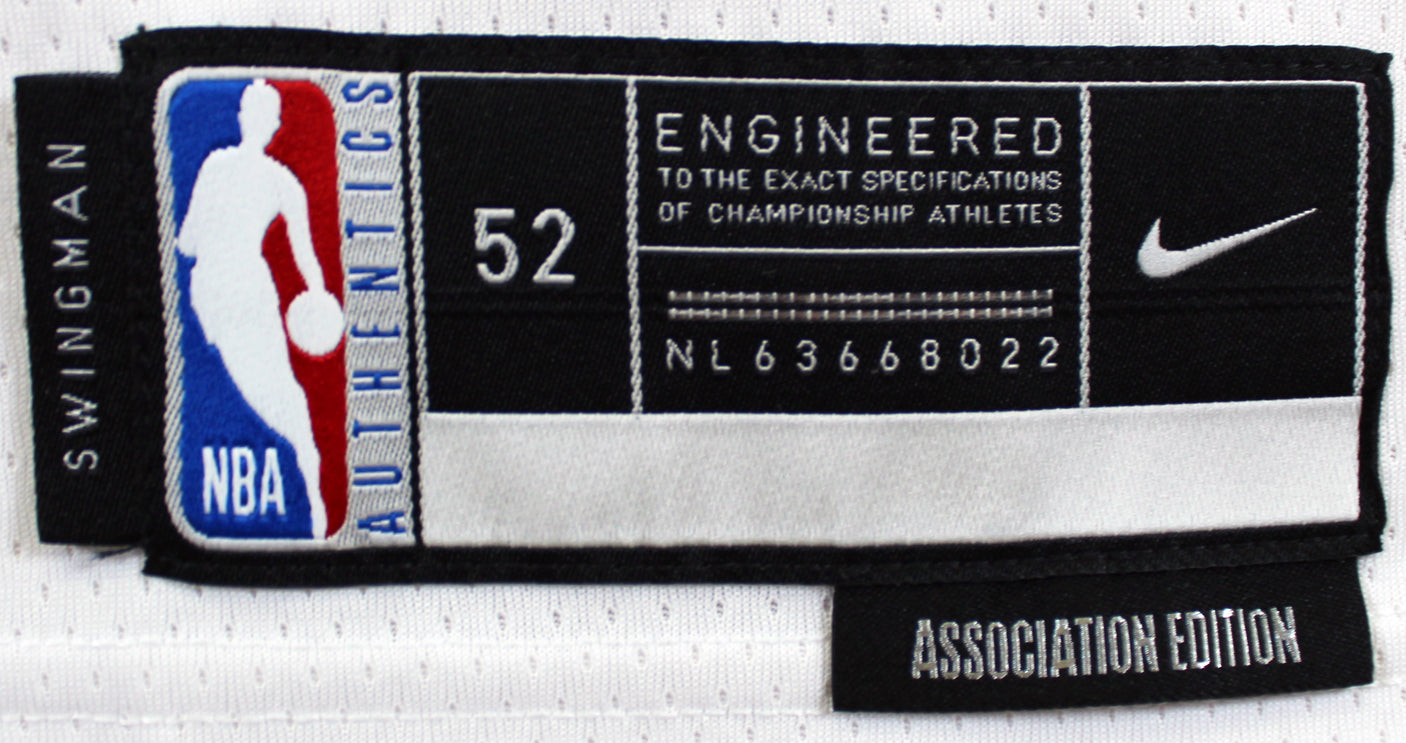 SWINGMAN
NBA
AUTHENTICS
52
ENGINEERED
TO THE EXACT SPECIFICATIONS
OF CHAMPIONSHIP ATHLETES
NL63668022
ASSOCIATION EDITION